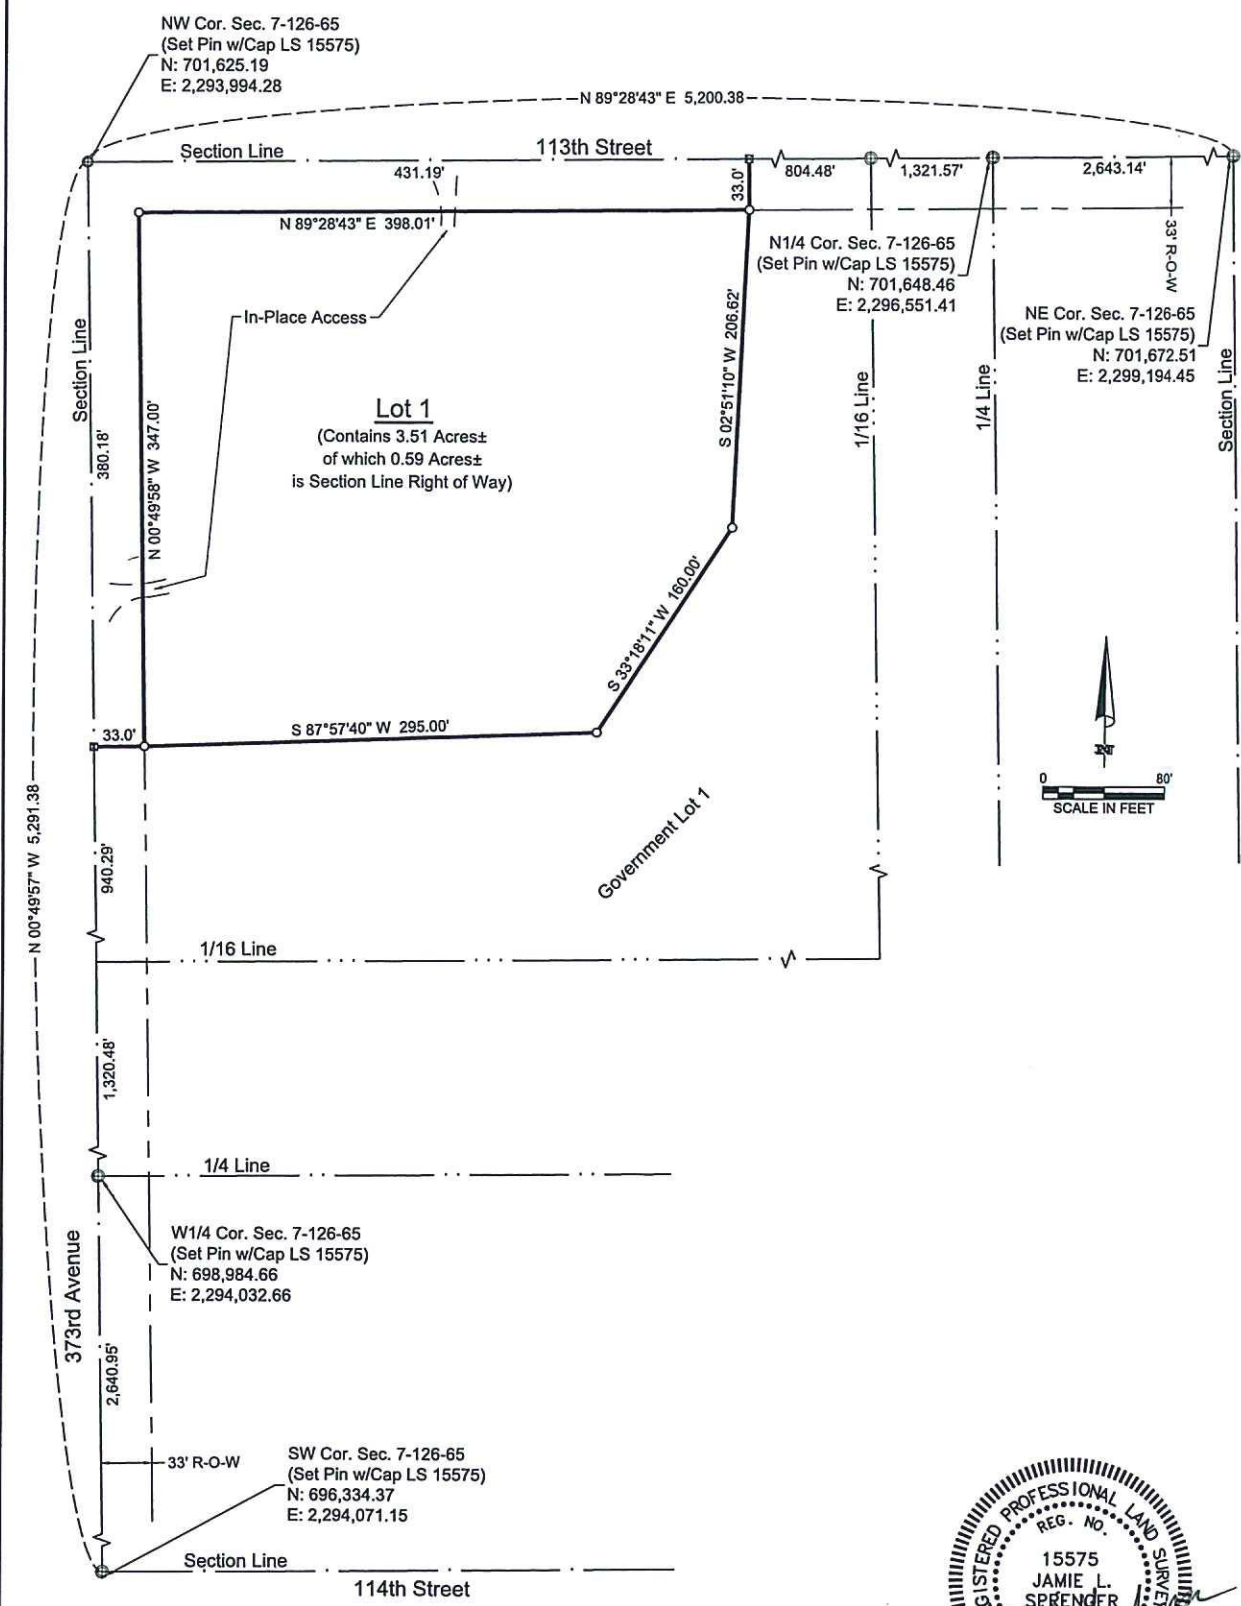 NW Cor. Sec. 7-126-65
(Set Pin w/Cap LS 15575)
N: 701,625.19
E: 2,293,994.28
N 89°28'43" E 5,200.38
Section Line
113th Street
431.19'
33.0'
804.48'
1,321.57'
2,643.14'
N 89°28'43" E 398.01'
33' R-O-W
N1/4 Cor. Sec. 7-126-65
(Set Pin w/Cap LS 15575)
N: 701,648.46
E: 2,296,551.41
NE Cor. Sec. 7-126-65
(Set Pin w/Cap LS 15575)
N: 701,672.51
E: 2,299,194.45
In-Place Access
Section Line
380.18'
N 00°49'58" W 347.00'
Lot 1
(Contains 3.51 Acres±
of which 0.59 Acres±
is Section Line Right of Way)
S 02°51'10" W 206.62'
1/16 Line
1/4 Line
Section Line
S 33°18'11" W 160.00'
33.0'
S 87°57'40" W 295.00'
N
0 80'
SCALE IN FEET
Government Lot 1
N 00°49'57" W 5,291.38
940.29'
1/16 Line
1,320.48'
1/4 Line
W1/4 Cor. Sec. 7-126-65
(Set Pin w/Cap LS 15575)
N: 698,984.66
E: 2,294,032.66
373rd Avenue
2,640.95'
33' R-O-W
SW Cor. Sec. 7-126-65
(Set Pin w/Cap LS 15575)
N: 696,334.37
E: 2,294,071.15
Section Line
114th Street
PROFESSIONAL LAND
REG. NO.
15575
JAMIE L.
SPRENGER